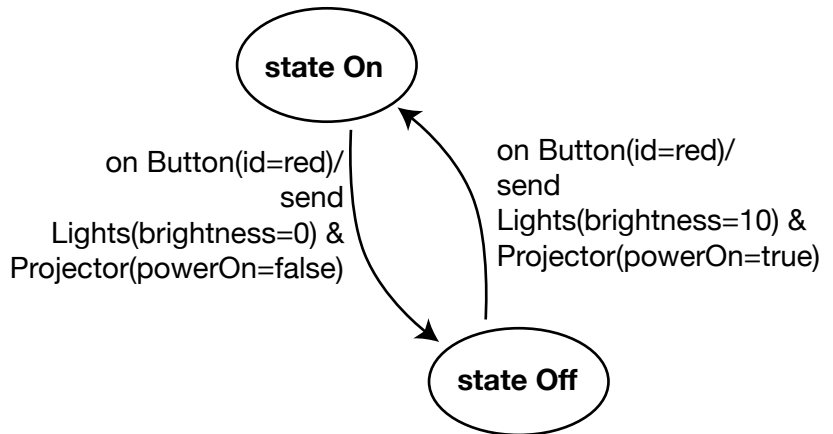 state On
on Button(id=red)/
send
Lights(brightness=0) &
Projector(powerOn=false)
on Button(id=red)/
send
Lights(brightness=10) &
Projector(powerOn=true)
state Off